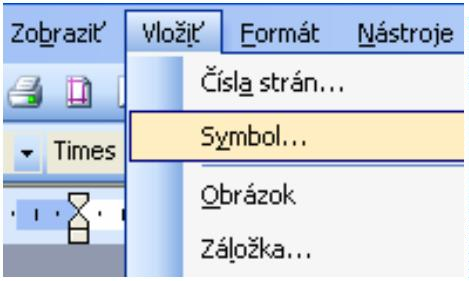 Zobraziť Vložiť Formát Nástroje
Čísla strán...
Symbol...
Times
Obrázok
Záložka...